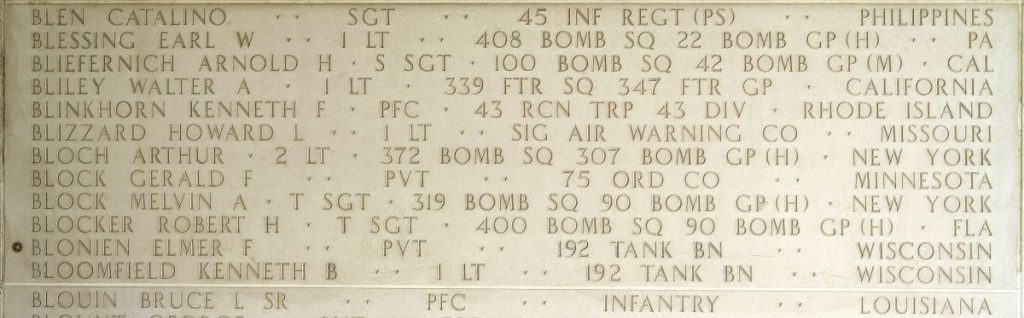 BLEN CATALINO · · SGT · · 45 INF REGT (PS) · · PHILIPPINES
BLESSING EARL W · · 1 LT · · 408 BOMB SQ 22 BOMB GP (H) · · PA
BLIEFERNICH ARNOLD H · S SGT · 100 BOMB SQ 42 BOMB GP (M) · CAL
BLILEY WALTER A · 1 LT · 339 FTR SQ 347 FTR GP · CALIFORNIA
BLINKHORN KENNETH F · PFC · 43 RCN TRP 43 DIV · RHODE ISLAND
BLIZZARD HOWARD L · · 1 LT · · SIG AIR WARNING CO · · MISSOURI
BLOCH ARTHUR · 2 LT · 372 BOMB SQ 307 BOMB GP (H) · NEW YORK
BLOCK GERALD F · · PVT · · 75 ORD CO · · MINNESOTA
BLOCK MELVIN A · T SGT · 319 BOMB SQ 90 BOMB GP (H) · NEW YORK
BLOCKER ROBERT H · T SGT · 400 BOMB SQ 90 BOMB GP (H) · FLA
BLONIEN ELMER F · · PVT · · 192 TANK BN · · WISCONSIN
BLOOMFIELD KENNETH B · · 1 LT · · 192 TANK BN · · WISCONSIN
BLOUIN BRUCE L SR · · PFC · · INFANTRY · · LOUISIANA